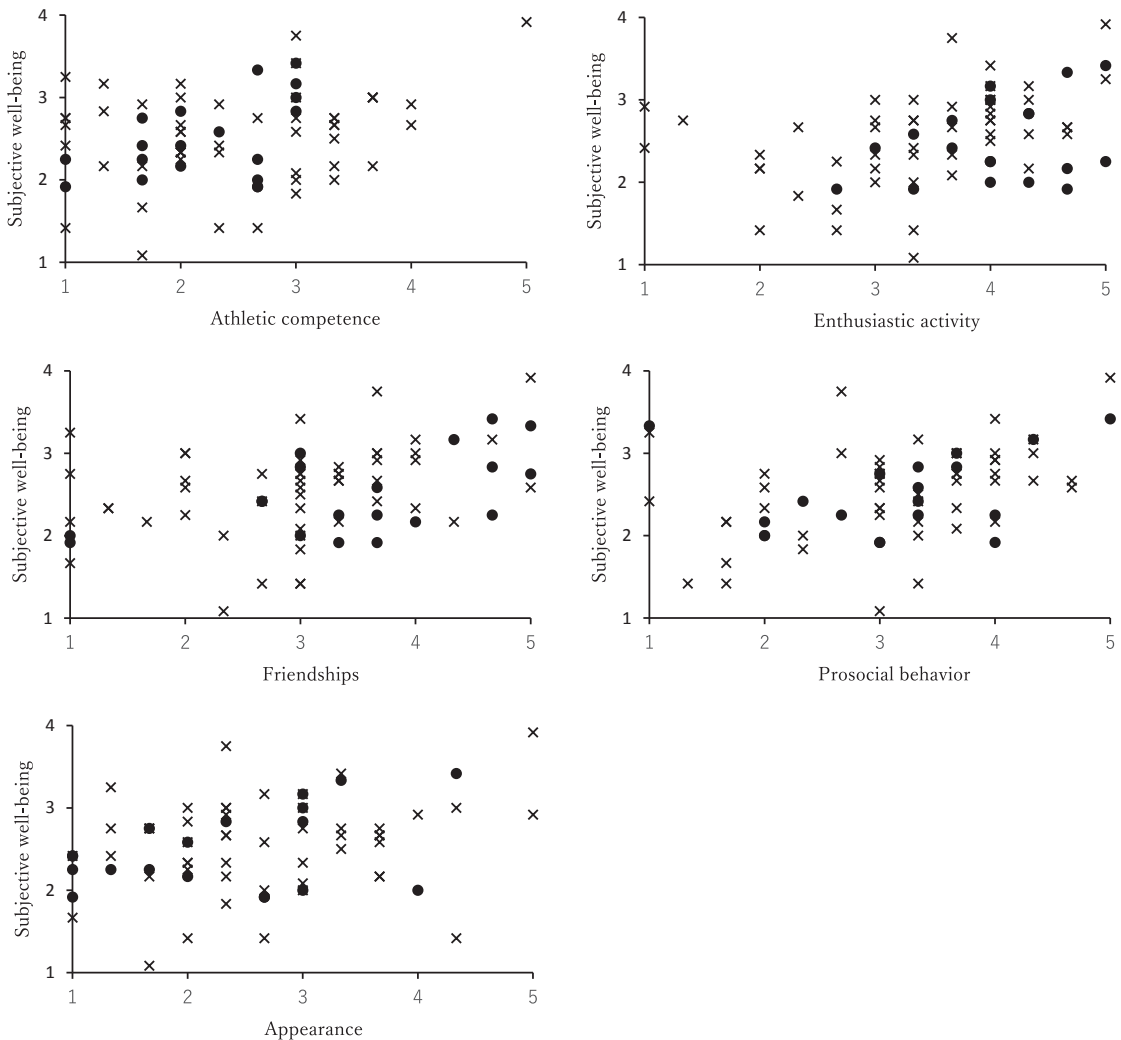 Subjective well-being
4
3
2
1
1 2 3 4 5
Athletic competence
Subjective well-being
4
3
2
1
1 2 3 4 5
Enthusiastic activity
Subjective well-being
4
3
2
1
1 2 3 4 5
Friendships
Subjective well-being
4
3
2
1
1 2 3 4 5
Prosocial behavior
Subjective well-being
4
3
2
1
1 2 3 4 5
Appearance